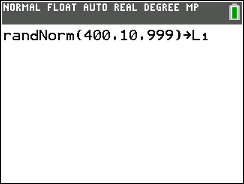 NORMAL FLOAT AUTO REAL DEGREE MP
randNorm(400,10,999)→L₁